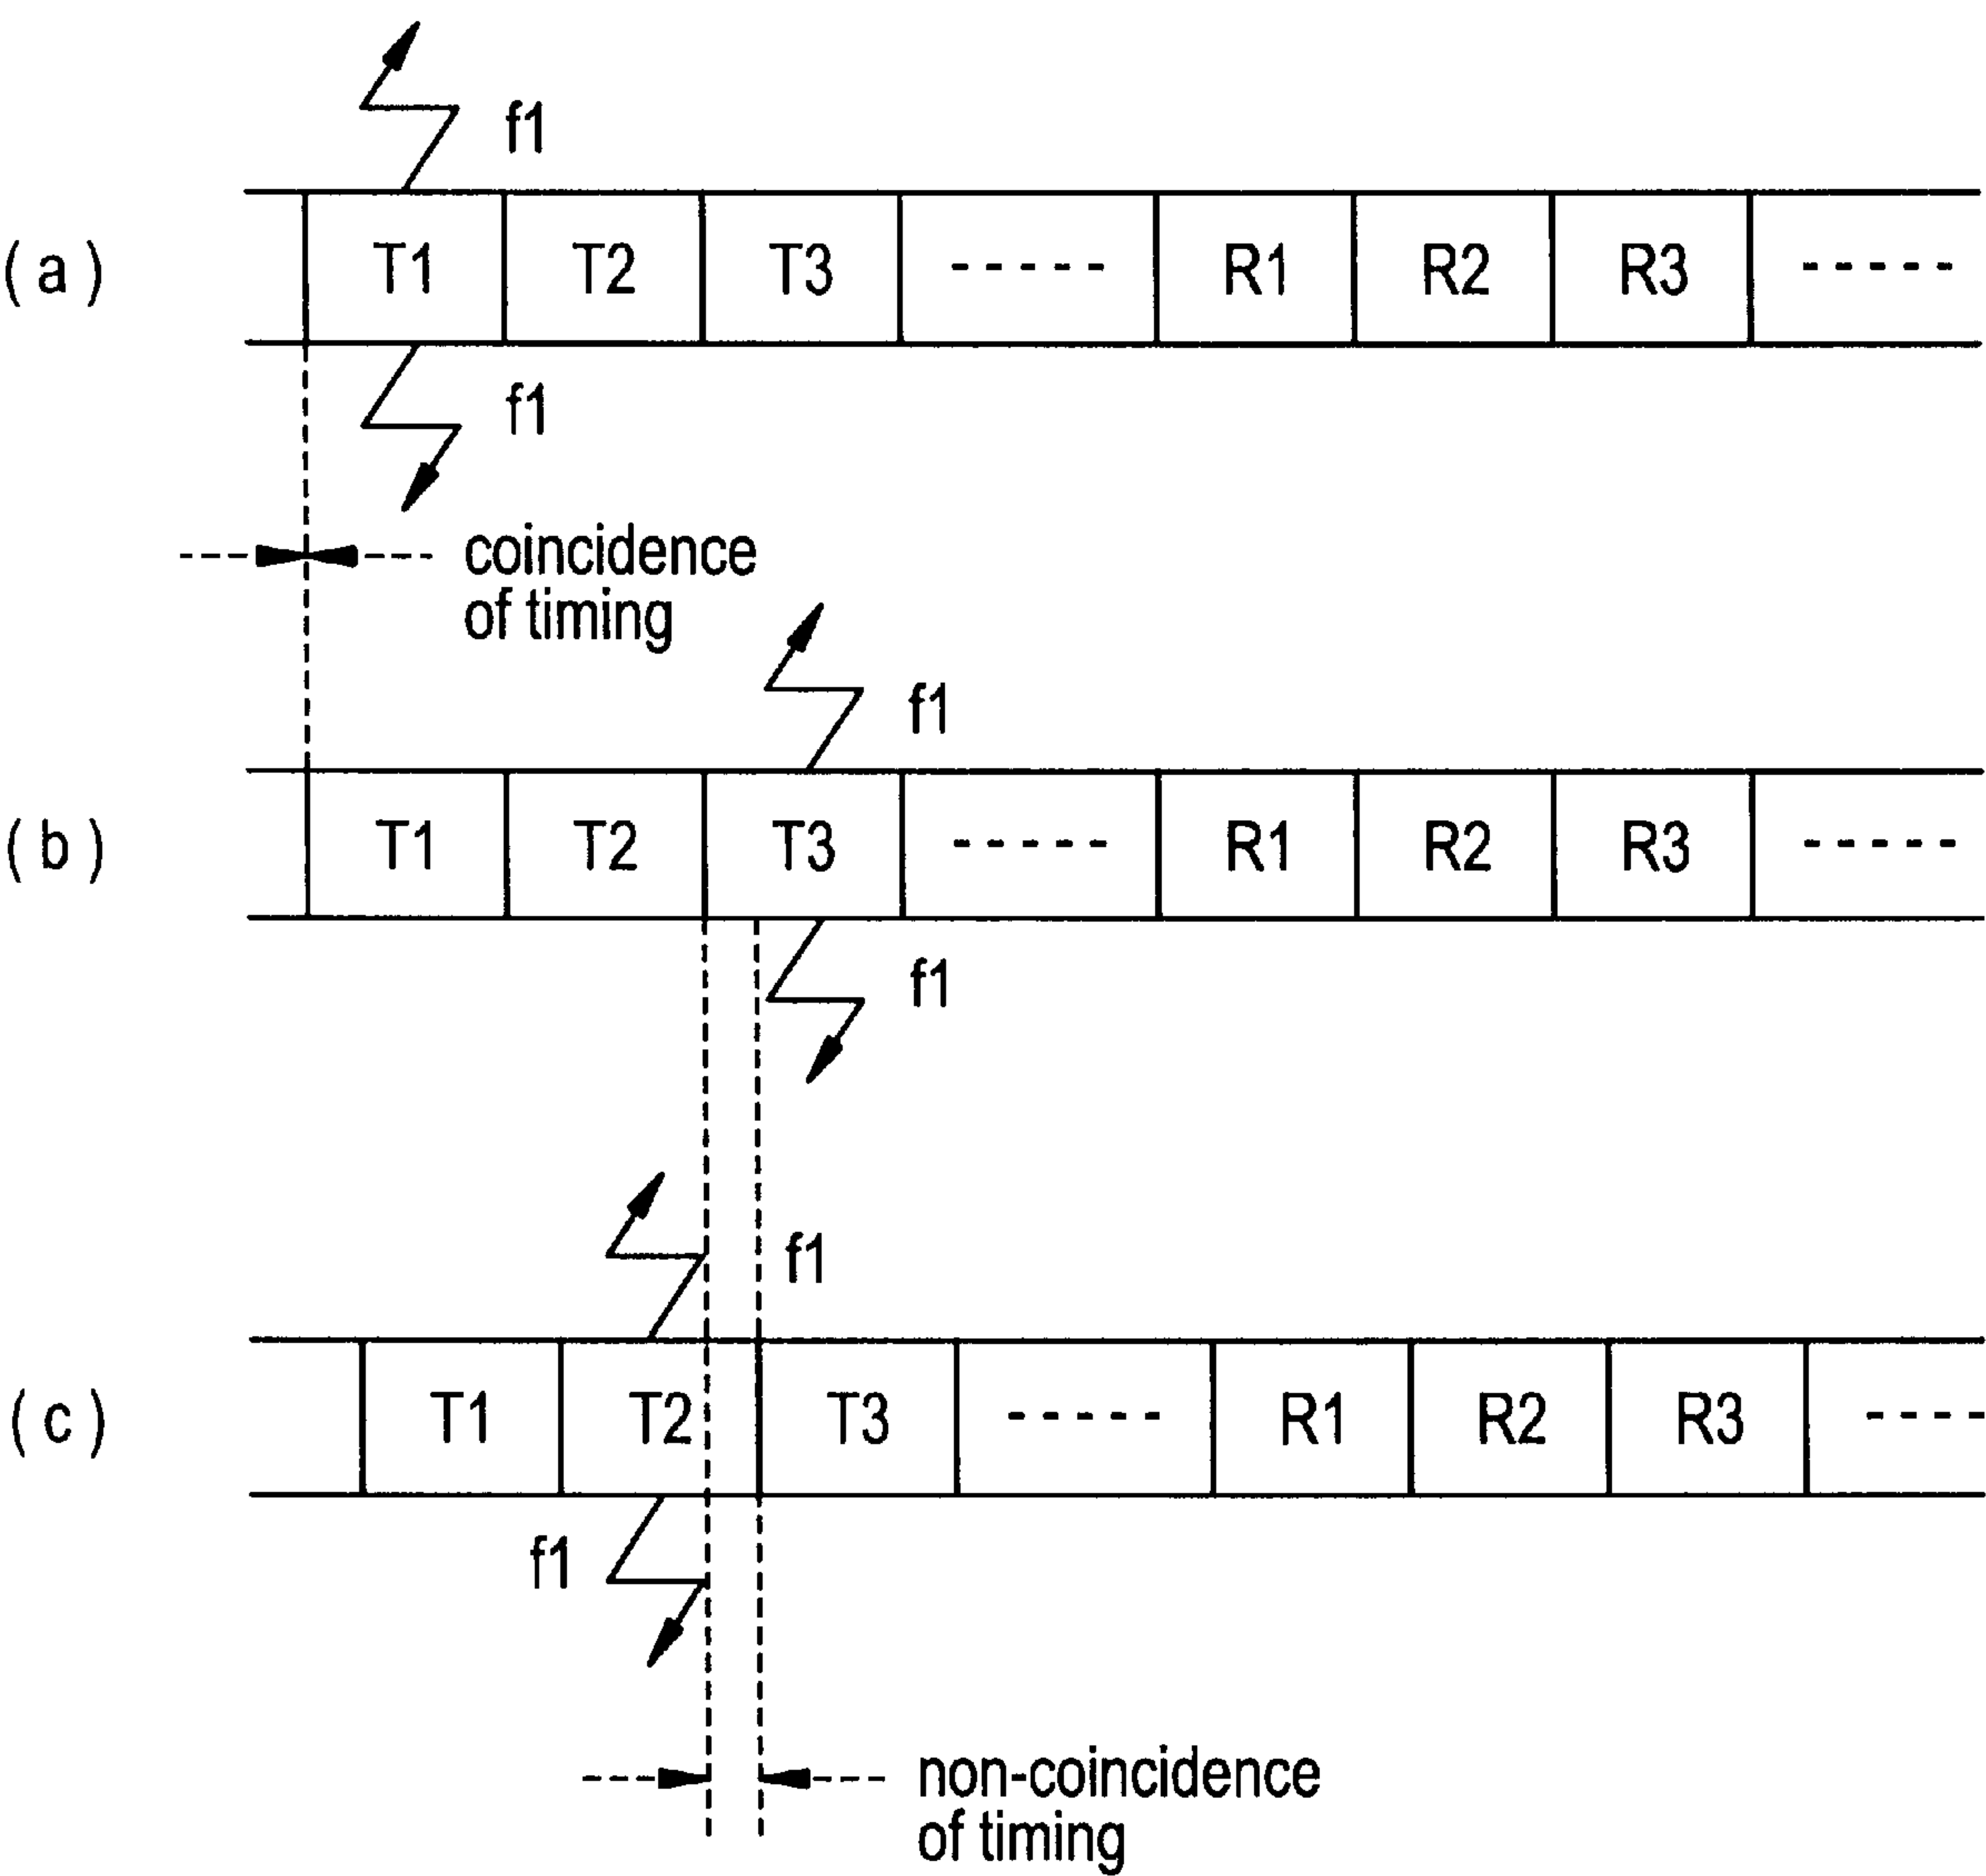 f1
(a) T1 T2 T3 ----- R1 R2 R3 -----
f1
coincidence
of timing
f1
(b) T1 T2 T3 ----- R1 R2 R3 -----
f1
f1
(c) T1 T2 T3 ----- R1 R2 R3 ----
f1
non-coincidence
of timing